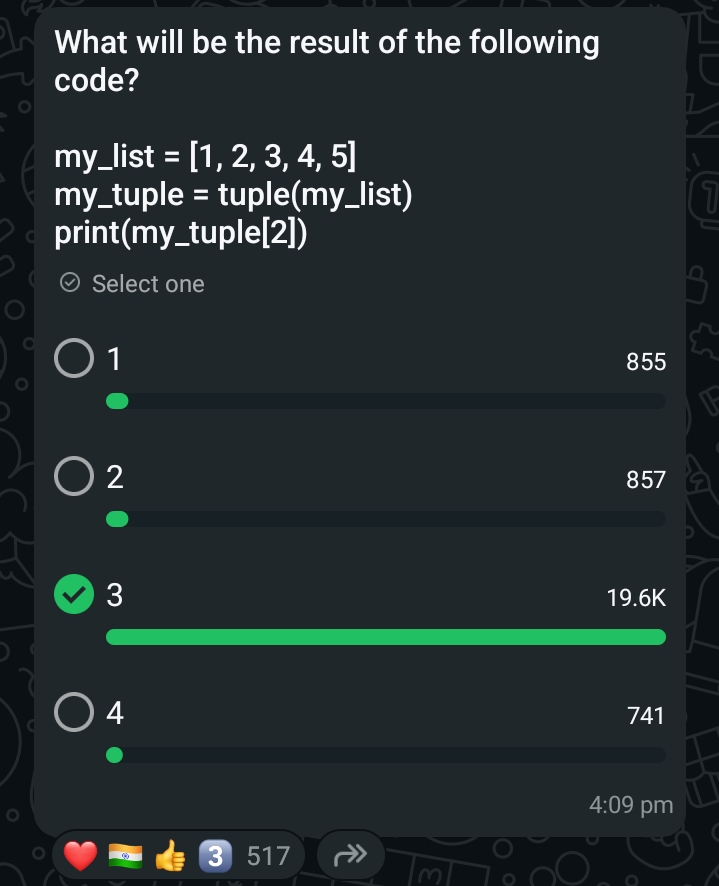 What will be the result of the following
code?
my_list = [1, 2, 3, 4, 5]
my_tuple = tuple(my_list)
print(my_tuple[2])
Select one
1 855
2 857
3 19.6K
4 741
4:09 pm
3 517